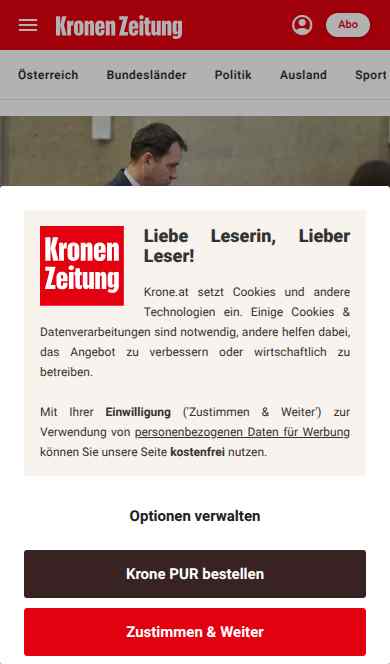 Kronen Zeitung
Abo
Österreich Bundesländer Politik Ausland Sport
Kronen
Zeitung
Liebe Leserin, Lieber
Leser!
Krone.at setzt Cookies und andere
Technologien ein. Einige Cookies &
Datenverarbeitungen sind notwendig, andere helfen dabei,
das Angebot zu verbessern oder wirtschaftlich zu
betreiben.
Mit Ihrer Einwilligung ('Zustimmen & Weiter') zur
Verwendung von personenbezogenen Daten für Werbung
können Sie unsere Seite kostenfrei nutzen.
Optionen verwalten
Krone PUR bestellen
Zustimmen & Weiter